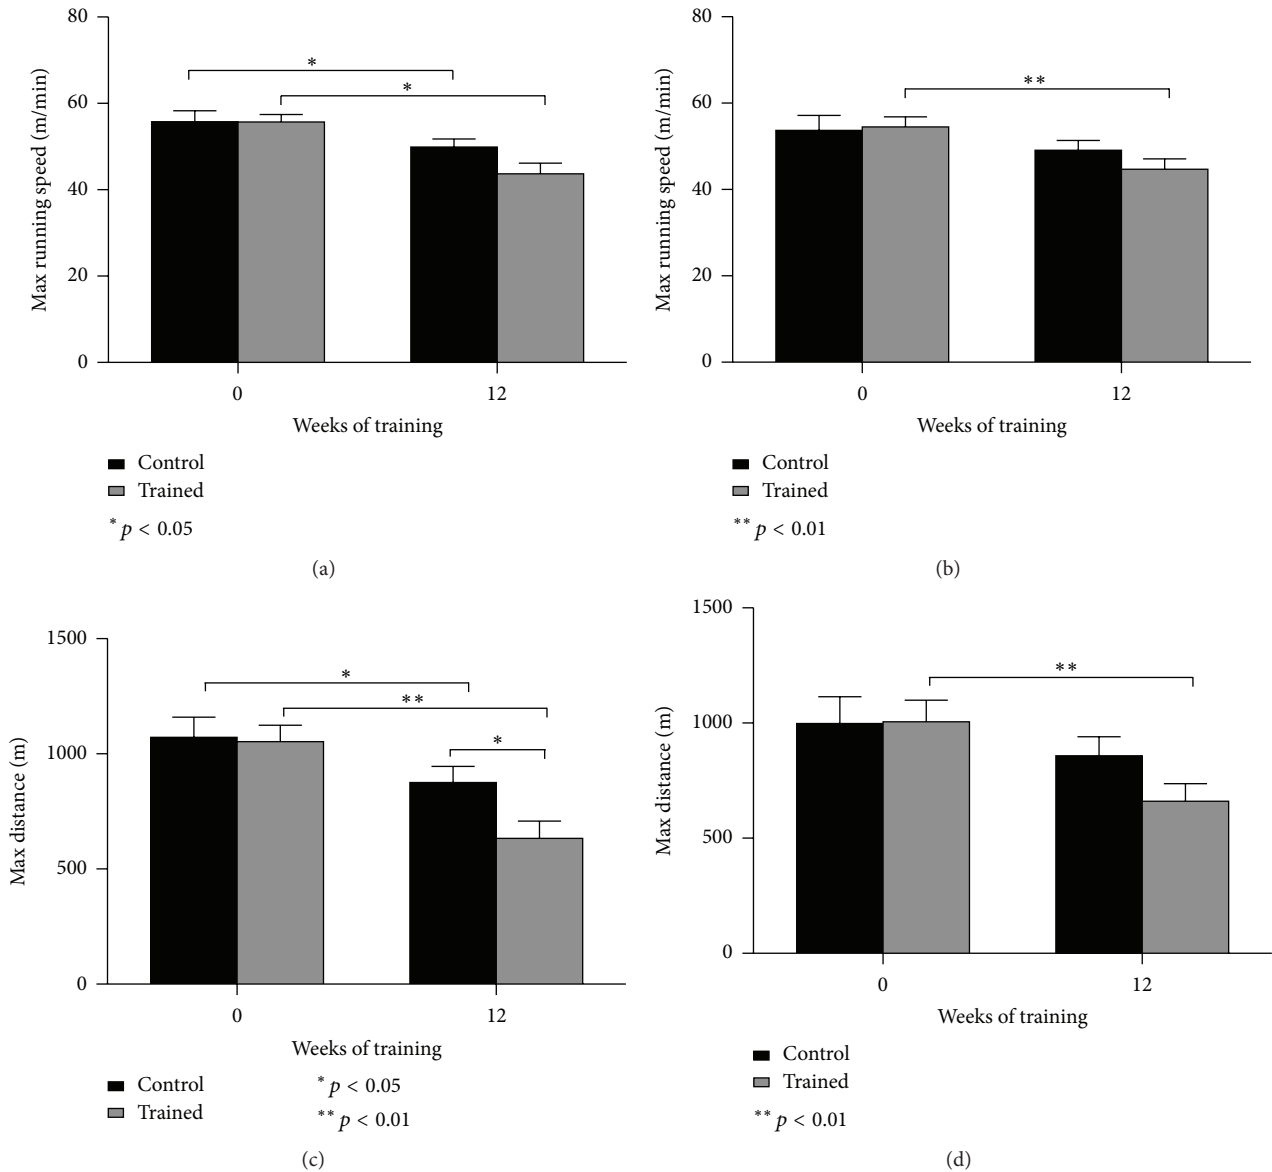 80
60
40
20
0
Max running speed (m/min)
*
*
0
12
Weeks of training
Control
Trained
* p < 0.05
(a)
80
60
40
20
0
Max running speed (m/min)
**
0
12
Weeks of training
Control
Trained
** p < 0.01
(b)
1500
1000
500
0
Max distance (m)
*
**
*
0
12
Weeks of training
Control
Trained
* p < 0.05
** p < 0.01
(c)
1500
1000
500
0
Max distance (m)
**
0
12
Weeks of training
Control
Trained
** p < 0.01
(d)